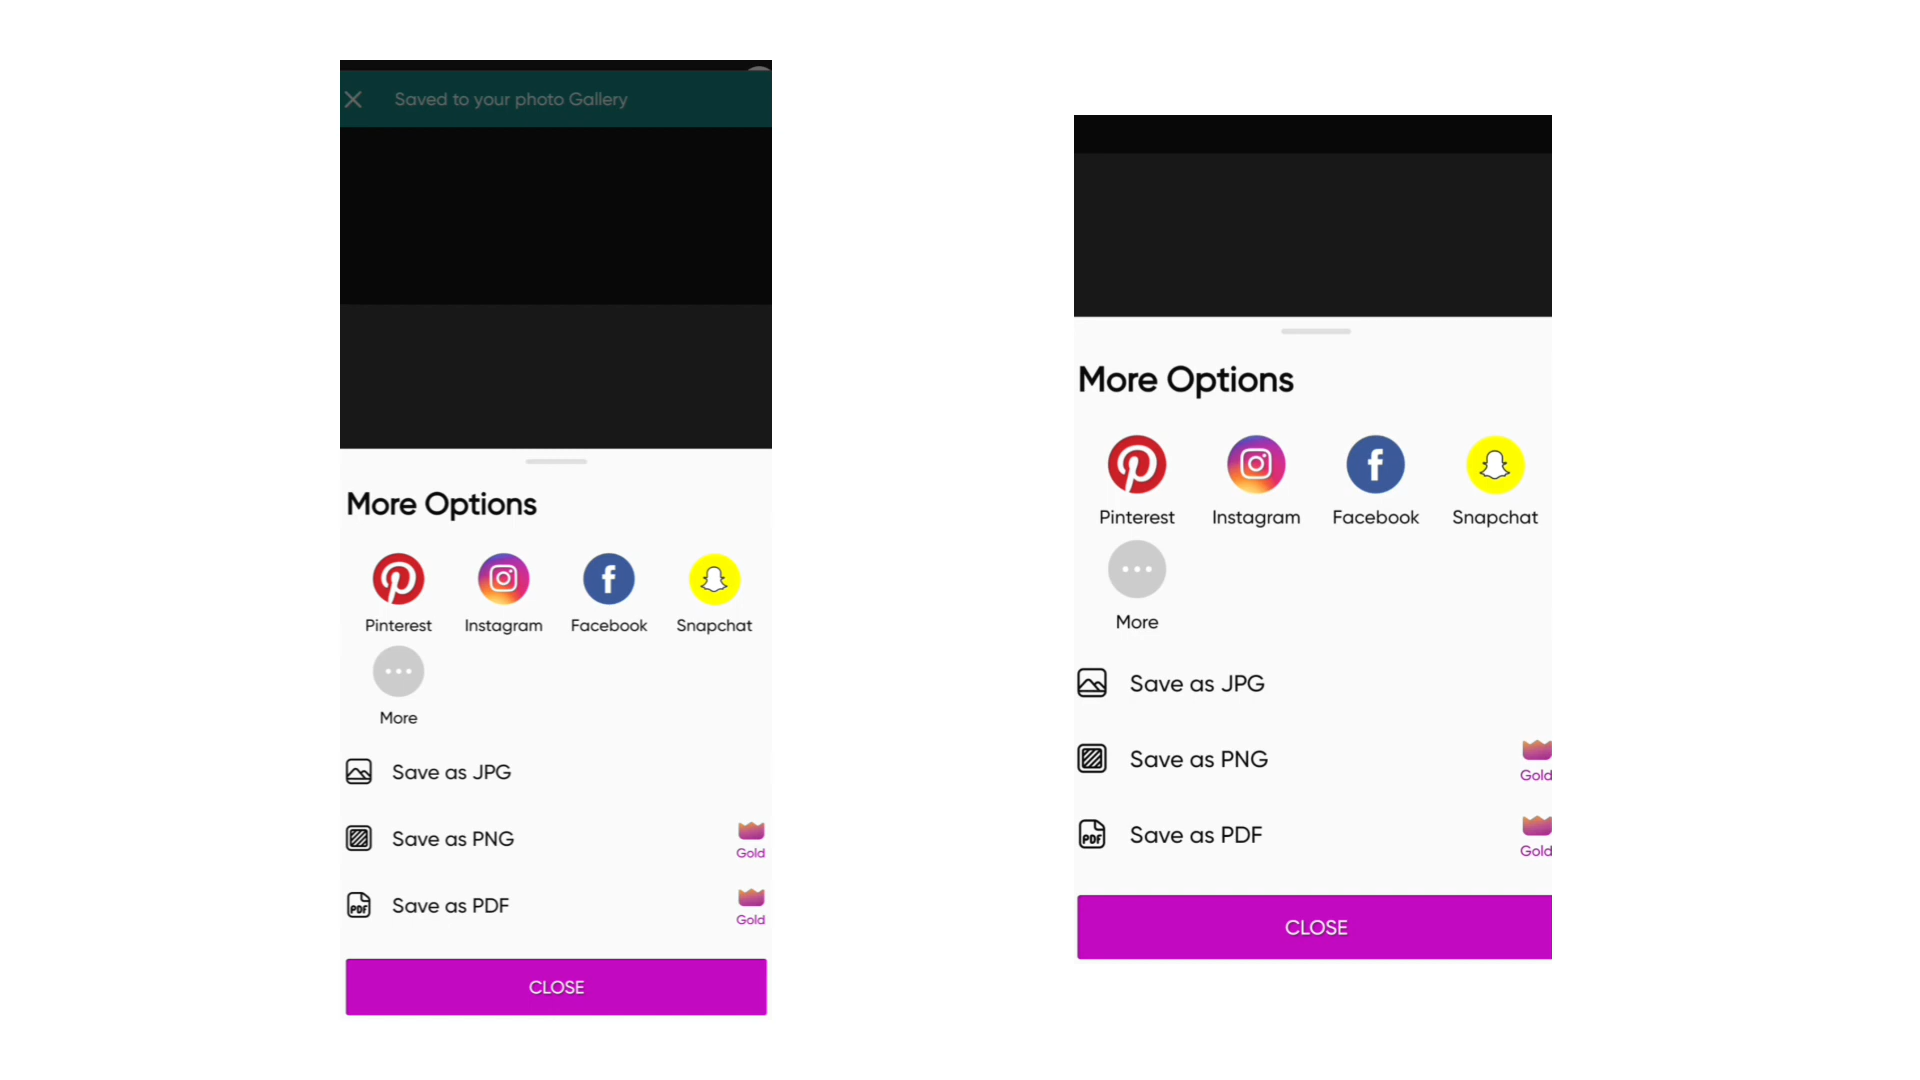 Saved to your photo Gallery
More Options
Pinterest Instagram Facebook Snapchat
More
Save as JPG
Save as PNG Gold
PDF Save as PDF Gold
CLOSE
More Options
Pinterest Instagram Facebook Snapchat
More
Save as JPG
Save as PNG Gold
PDF Save as PDF Gold
CLOSE